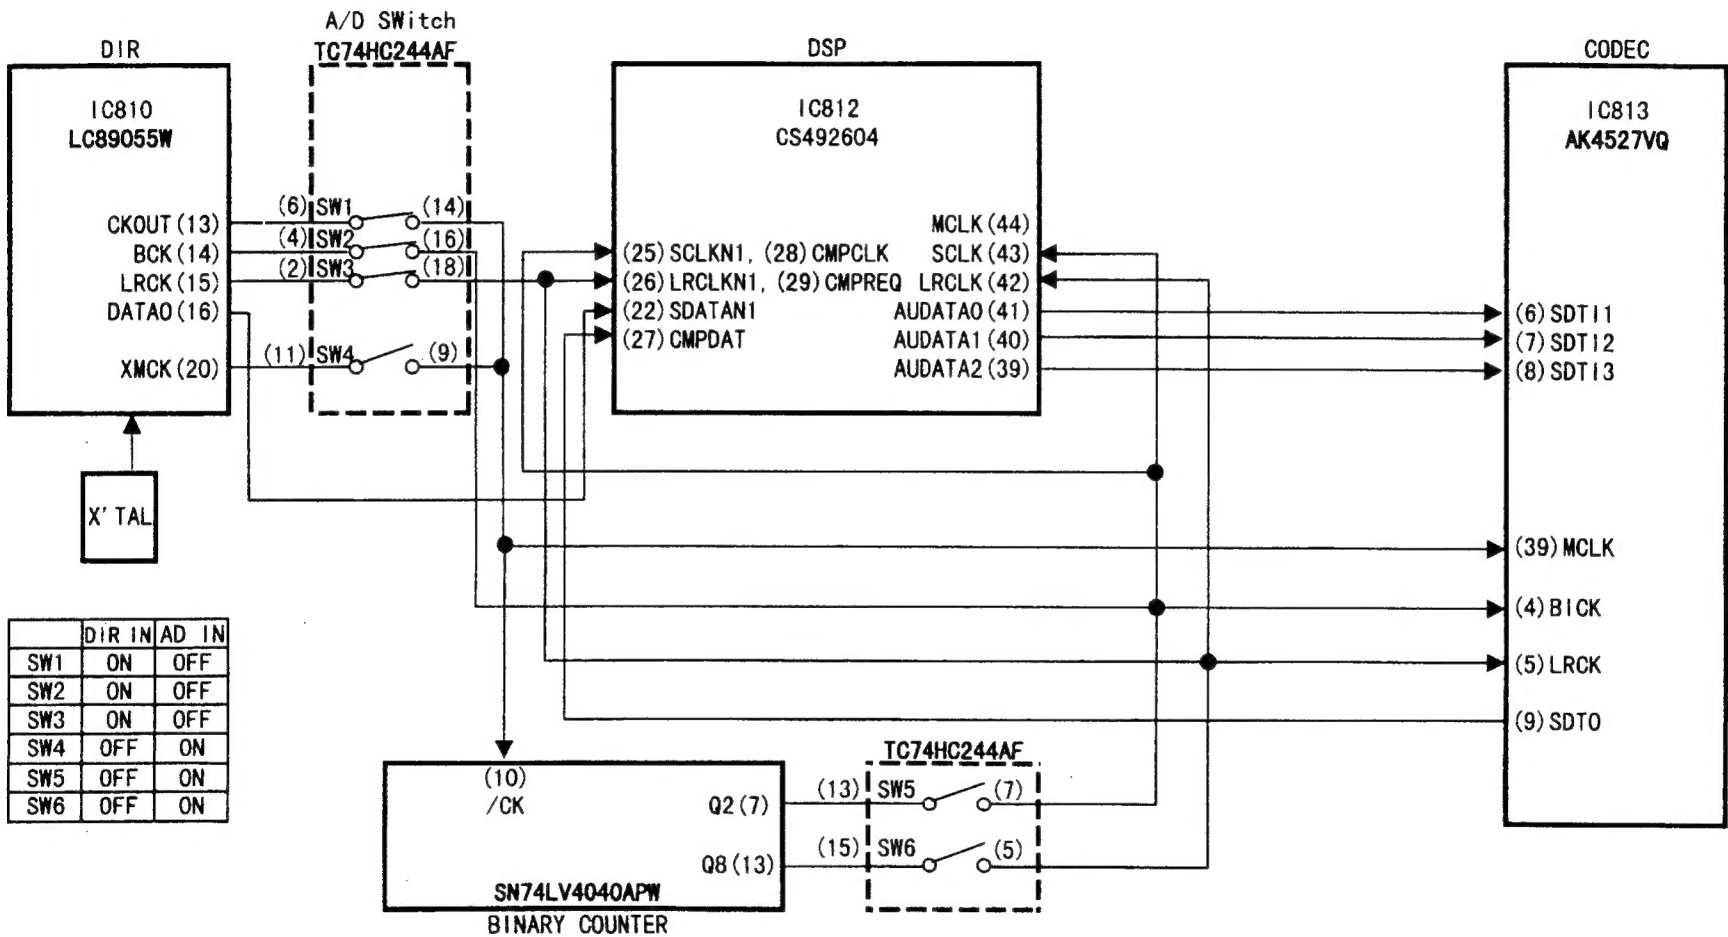 A/D SWitch
DIR
TC74HC244AF
DSP
CODEC
IC810
LC89055W
IC812
CS492604
IC813
AK4527VQ
CKOUT(13)
(6) SW1 (14)
BCK(14)
(4) SW2 (16)
LRCK(15)
(2) SW3 (18)
DATAO(16)
XMCK(20)
(11) SW4 (9)
MCLK(44)
(25)SCLKN1, (28)CMPCLK
SCLK(43)
(26)LRCLKN1, (29)CMPREQ
LRCLK(42)
(22)SDATAN1
AUDATA0(41)
(27)CMPDAT
AUDATA1(40)
AUDATA2(39)
(6)SDTI1
(7)SDTI2
(8)SDTI3
X'TAL
(39)MCLK
(4)BICK
(5)LRCK
(9)SDTO
DIR IN AD IN
SW1 ON OFF
SW2 ON OFF
SW3 ON OFF
SW4 OFF ON
SW5 OFF ON
SW6 OFF ON
TC74HC244AF
(10)
/CK
Q2(7)
(13) SW5 (7)
Q8(13)
(15) SW6 (5)
SN74LV4040APW
BINARY COUNTER